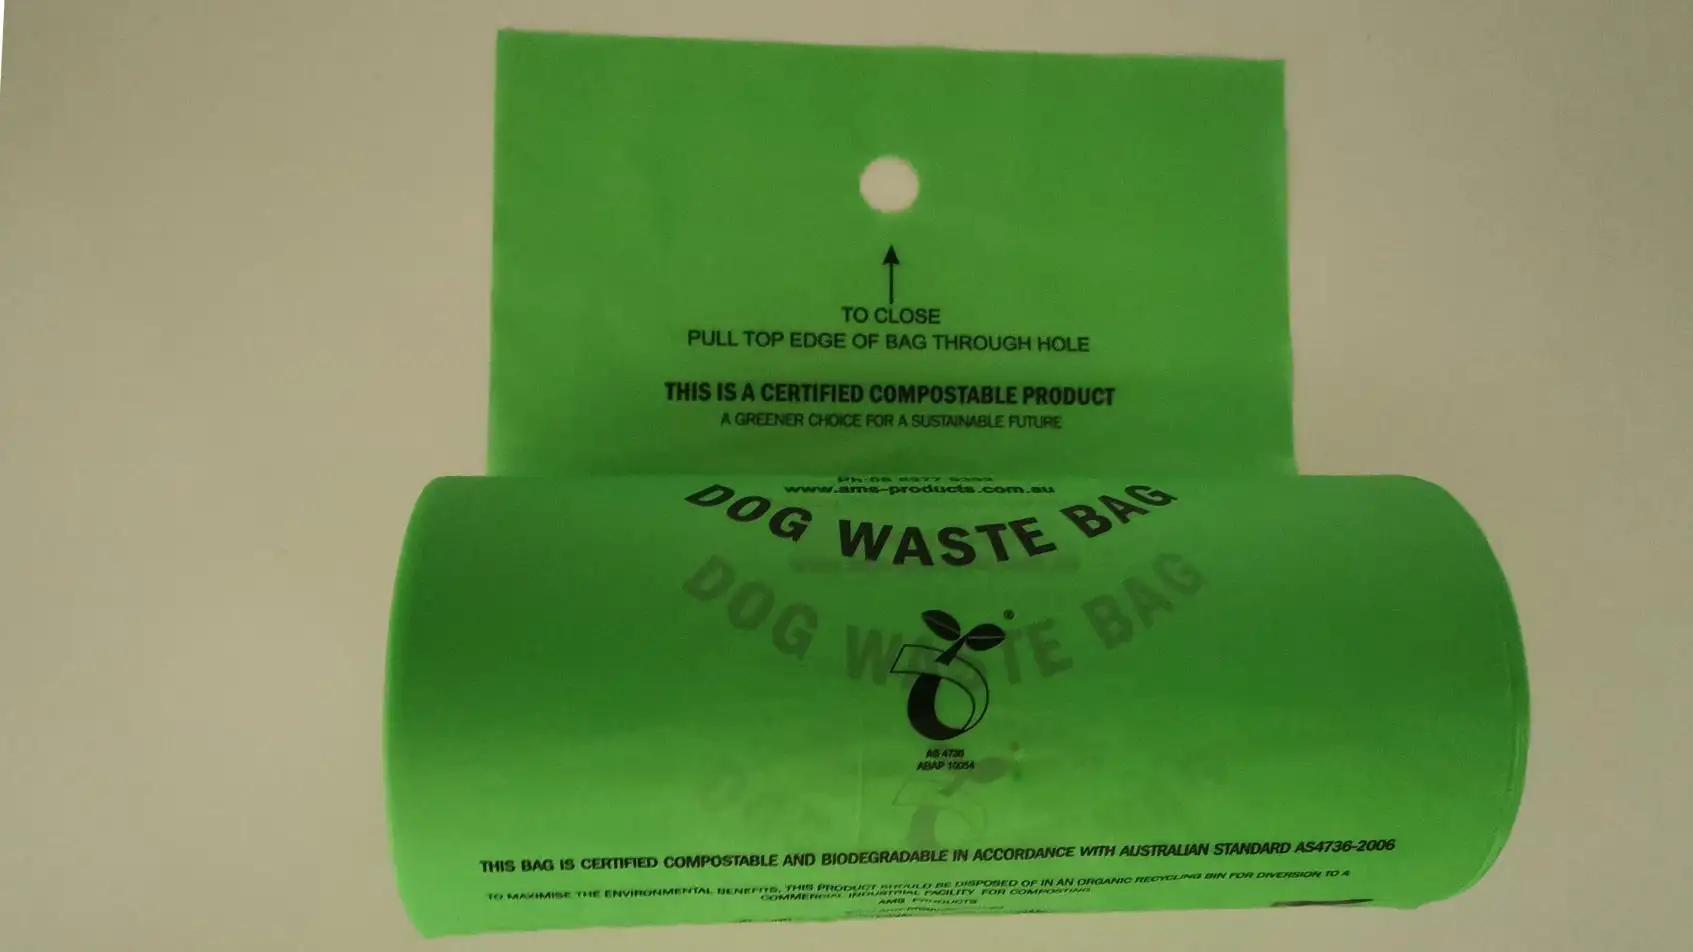 TO CLOSE
PULL TOP EDGE OF BAG THROUGH HOLE
THIS IS A CERTIFIED COMPOSTABLE PRODUCT
A GREENER CHOICE FOR A SUSTAINABLE FUTURE
www.ams-products.com.au
DOG WASTE BAG
DOG WASTE BAG
®
AS 4736
ABAP 10054
THIS BAG IS CERTIFIED COMPOSTABLE AND BIODEGRADABLE IN ACCORDANCE WITH AUSTRALIAN STANDARD AS4736-2006
TO MAXIMISE THE ENVIRONMENTAL BENEFITS, THIS PRODUCT SHOULD BE DISPOSED OF IN AN ORGANIC RECYCLING BIN FOR DIVERSION TO A
COMMERCIAL INDUSTRIAL FACILITY FOR COMPOSTING
AMS PRODUCTS